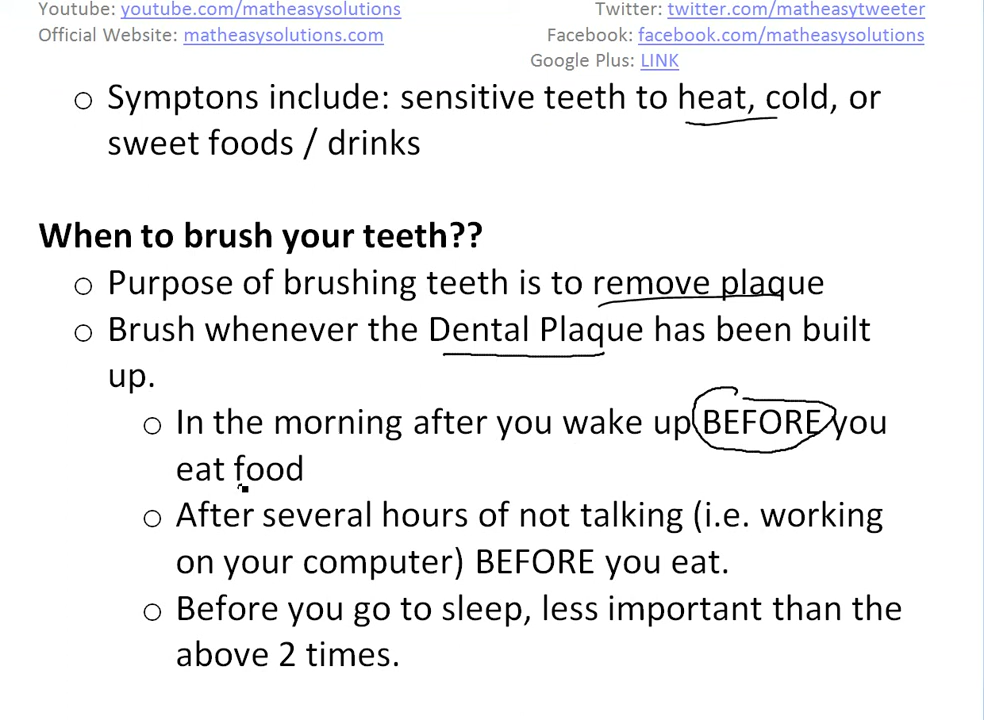 Youtube: youtube.com/matheasysolutions Twitter: twitter.com/matheasytweeter
Official Website: matheasysolutions.com Facebook: facebook.com/matheasysolutions
Google Plus: LINK
o Symptons include: sensitive teeth to heat, cold, or
sweet foods / drinks
When to brush your teeth??
o Purpose of brushing teeth is to remove plaque
o Brush whenever the Dental Plaque has been built
up.
o In the morning after you wake up BEFORE you
eat food
o After several hours of not talking (i.e. working
on your computer) BEFORE you eat.
o Before you go to sleep, less important than the
above 2 times.